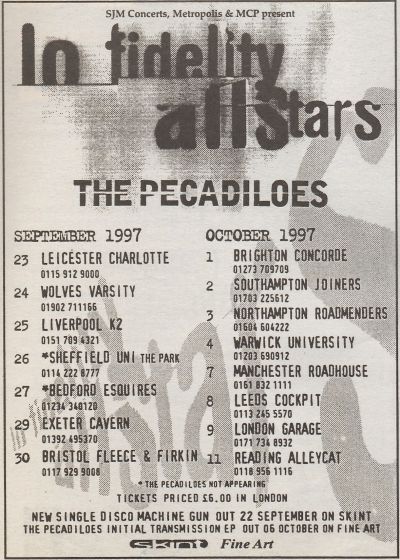 SJM Concerts, Metropolis & MCP present
lo fidelity
allstars
THE PECADILOES
SEPTEMBER 1997
23 LEICESTER CHARLOTTE
0115 912 9000
24 WOLVES VARSITY
01902 711166
25 LIVERPOOL K2
0151 709 4321
26 *SHEFFIELD UNI THE PARK
0114 222 8777
27 *BEDFORD ESQUIRES
01234 340120
29 EXETER CAVERN
01392 495370
30 BRISTOL FLEECE & FIRKIN
0117 929 9008
OCTOBER 1997
1 BRIGHTON CONCORDE
01273 709709
2 SOUTHAMPTON JOINERS
01703 225612
3 NORTHAMPTON ROADMENDERS
01604 604222
4 WARWICK UNIVERSITY
01203 690912
7 MANCHESTER ROADHOUSE
0161 832 1111
8 LEEDS COCKPIT
0113 245 5570
9 LONDON GARAGE
0171 734 8932
11 READING ALLEYCAT
0118 956 1116
* THE PECADILOES NOT APPEARING
TICKETS PRICED £6.00 IN LONDON
NEW SINGLE DISCO MACHINE GUN OUT 22 SEPTEMBER ON SKINT
THE PECADILOES INITIAL TRANSMISSION EP OUT 06 OCTOBER ON FINE ART
skint Fine Art